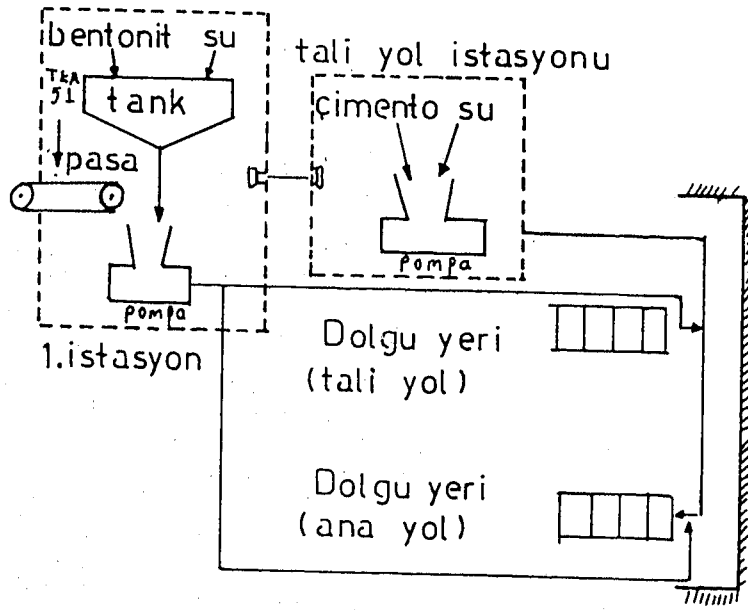 bentonit su
tank
pasa
pompa
1.istasyon
tali yol istasyonu
çimento su
pompa
Dolgu yeri
(tali yol)
Dolgu yeri
(ana yol)